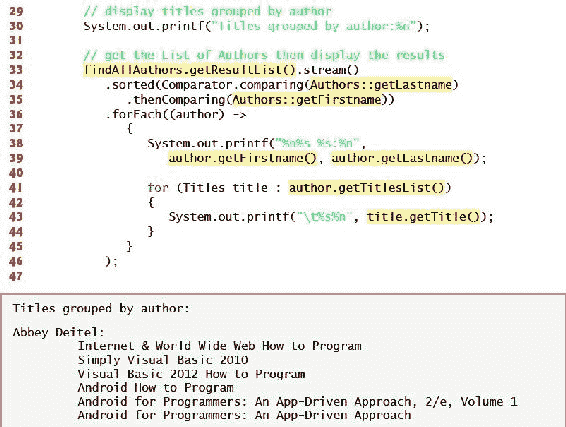 29 // display titles grouped by author
30 System.out.printf("Titles grouped by author:%n");
31
32 // get the List of Authors then display the results
33 findAllAuthors.getResultList().stream()
34 .sorted(Comparator.comparing(Authors::getLastname)
35 .thenComparing(Authors::getFirstname))
36 .forEach((author) ->
37 {
38 System.out.printf("%n%s %s:%n",
39 author.getFirstname(), author.getLastname());
40
41 for (Titles title : author.getTitlesList())
42 {
43 System.out.printf("\t%s%n", title.getTitle());
44 }
45 }
46 );
47
Titles grouped by author:
Abbey Deitel:
Internet & World Wide Web How to Program
Simply Visual Basic 2010
Visual Basic 2012 How to Program
Android How to Program
Android for Programmers: An App-Driven Approach, 2/e, Volume 1
Android for Programmers: An App-Driven Approach